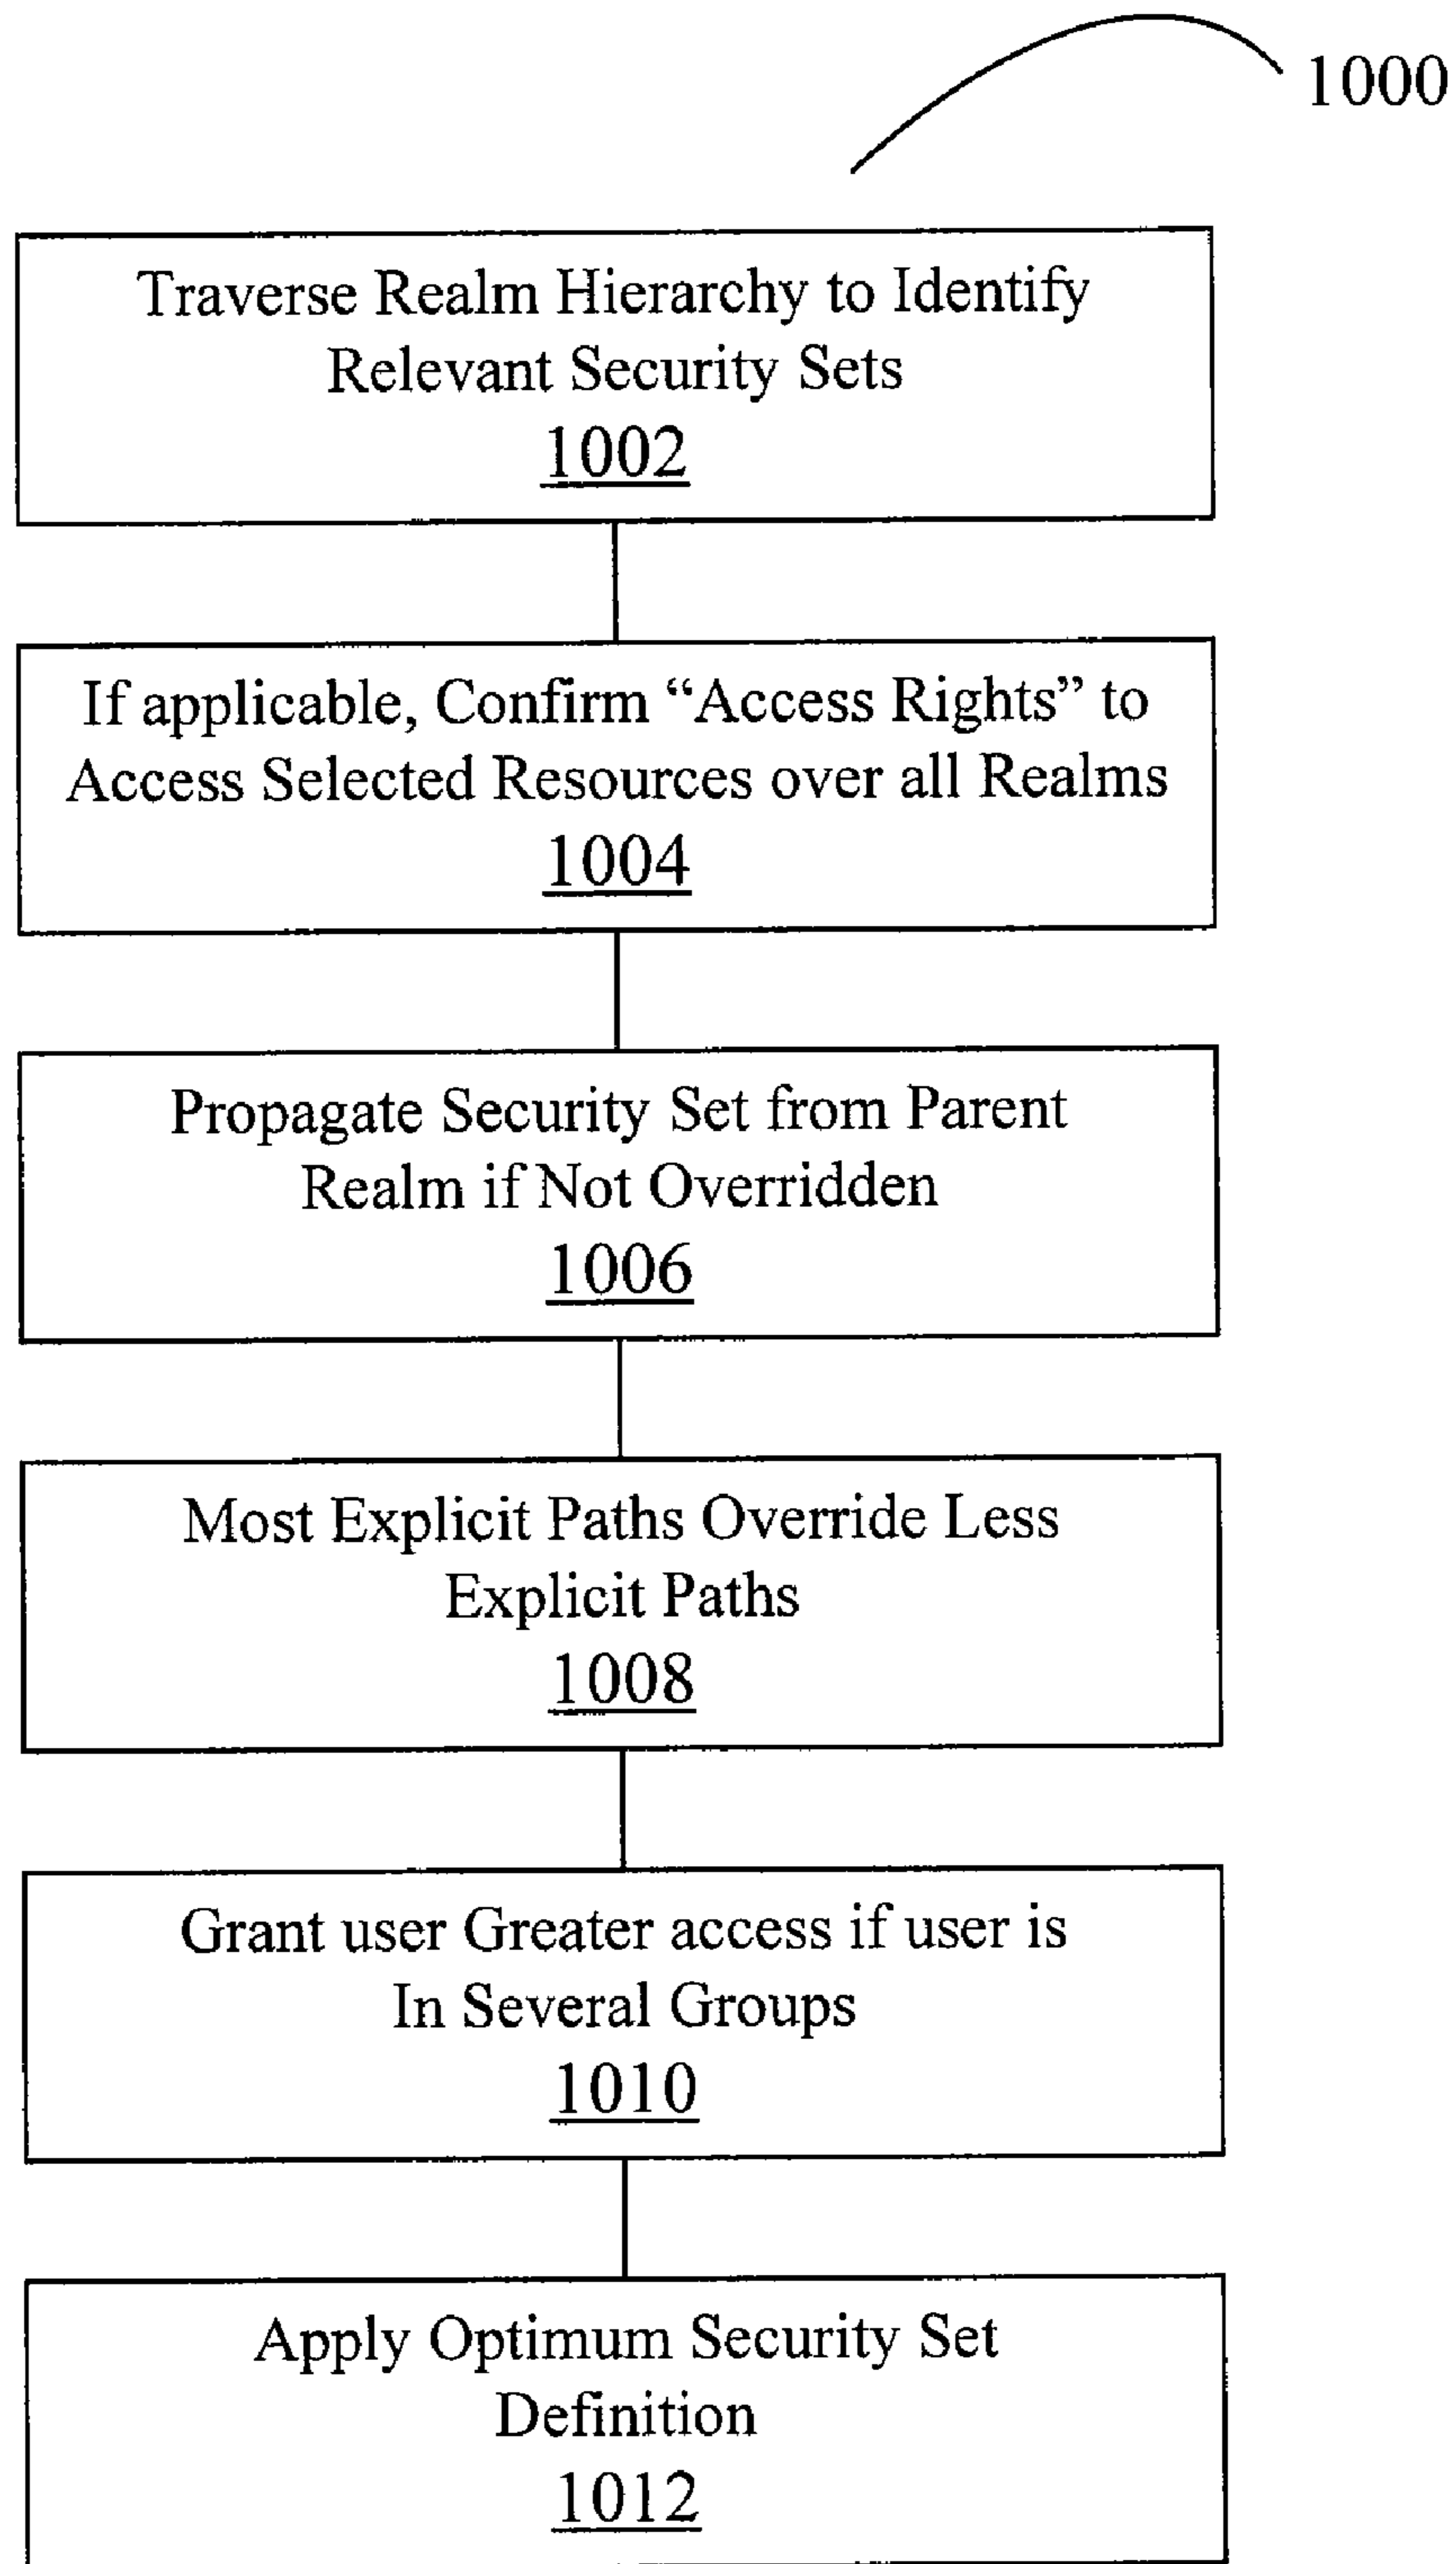 1000
Traverse Realm Hierarchy to Identify
Relevant Security Sets
1002
If applicable, Confirm “Access Rights” to
Access Selected Resources over all Realms
1004
Propagate Security Set from Parent
Realm if Not Overridden
1006
Most Explicit Paths Override Less
Explicit Paths
1008
Grant user Greater access if user is
In Several Groups
1010
Apply Optimum Security Set
Definition
1012